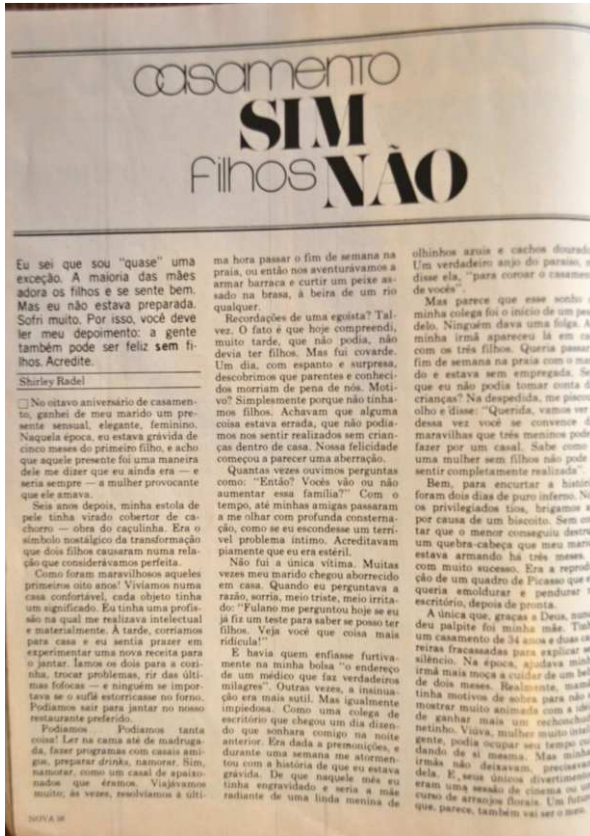 casamento
SIM
filhos NÃO
Eu sei que sou "quase" uma
exceção. A maioria das mães
adora os filhos e se sente bem.
Mas eu não estava preparada.
Sofri muito. Por isso, você deve
ler meu depoimento: a gente
também pode ser feliz sem fi-
lhos. Acredite.
Shirley Radel
No oitavo aniversário de casamen-
to, ganhei de meu marido um pre-
sente sensual, elegante, feminino.
Naquela época, eu estava grávida de
cinco meses do primeiro filho, e acho
que aquele presente foi uma maneira
dele me dizer que eu ainda era — e
seria sempre — a mulher provocante
que ele amava.
Seis anos depois, minha estola de
pele tinha virado cobertor de ca-
chorro — obra do caçulinha. Era o
símbolo nostálgico da transformação
que dois filhos causaram numa rela-
ção que considerávamos perfeita.
Como foram maravilhosos aqueles
primeiros oito anos! Vivíamos numa
casa confortável, cada objeto tinha
um significado. Eu tinha uma profis-
são na qual me realizava intelectual
e materialmente. À tarde, corríamos
para casa e eu sentia prazer em
experimentar uma nova receita para
o jantar. Íamos os dois para a cozi-
nha, trocar problemas, rir das últi-
mas fofocas — e ninguém se impor-
tava se o suflê estorricasse no forno.
Podíamos sair para jantar no nosso
restaurante preferido.
Podíamos... Podíamos tanta
coisa! Ler na cama até de madruga-
da, fazer programas com casais ami-
gos, preparar drinks, namorar. Sim,
namorar, como um casal de apaixo-
nados que éramos. Viajávamos
muito; às vezes, resolvíamos à últi-
NOVA 38
ma hora passar o fim de semana na
praia, ou então nos aventurávamos a
armar barraca e curtir um peixe as-
sado na brasa, à beira de um rio
qualquer.
Recordações de uma egoísta? Tal-
vez. O fato é que hoje compreendi,
muito tarde, que não podia, não
devia ter filhos. Mas fui covarde.
Um dia, com espanto e surpresa,
descobrimos que parentes e conheci-
dos morriam de pena de nós. Moti-
vo? Simplesmente porque não tínha-
mos filhos. Achavam que alguma
coisa estava errada, que não podía-
mos nos sentir realizados sem crian-
ças dentro de casa. Nossa felicidade
começou a parecer uma aberração.
Quantas vezes ouvimos perguntas
como: "Então? Vocês vão ou não
aumentar essa família?" Com o
tempo, até minhas amigas passaram
a me olhar com profunda consterna-
ção, como se eu escondesse um terrí-
vel problema íntimo. Acreditavam
piamente que eu era estéril.
Não fui a única vítima. Muitas
vezes meu marido chegou aborrecido
em casa. Quando eu perguntava a
razão, sorria, meio triste, meio irrita-
do: "Fulano me perguntou hoje se eu
já fiz um teste para saber se posso ter
filhos. Veja você que coisa mais
ridícula!"
E havia quem enfiasse furtiva-
mente na minha bolsa "o endereço
de um médico que faz verdadeiros
milagres". Outras vezes, a insinua-
ção era mais sutil. Mas igualmente
impiedosa. Como uma colega de
escritório que chegou um dia dizen-
do que sonhara comigo na noite
anterior. Era dada a premonições, e
durante uma semana me atormen-
tou com a história de que eu estava
grávida. De que naquele mês eu
tinha engravidado e seria a mãe
radiante de uma linda menina de
olhinhos azuis e cachos dourado
Um verdadeiro anjo do paraíso, a
disse ela, "para coroar o casamen
de vocês".
Mas parece que esse sonho
minha colega foi o início de um pe
delo. Ninguém dava uma folga. A
minha irmã apareceu lá em ca
com os três filhos. Queria passar
fim de semana na praia com o ma
do e estava sem empregada. Se
que eu não podia tomar conta d
crianças? Na despedida, me pisco
olho e disse: "Querida, vamos ver
dessa vez você se convence d
maravilhas que três meninos pode
fazer por um casal. Sabe como
uma mulher sem filhos não pode
sentir completamente realizada".
Bem, para encurtar a histór
foram dois dias de puro inferno. N
os privilegiados tios, brigamos a
por causa de um biscoito. Sem co
tar que o menor conseguiu destru
um quebra-cabeça que meu mari
estava armando há três meses,
com muito sucesso. Era a reprod
ção de um quadro de Picasso que e
queria emoldurar e pendurar
escritório, depois de pronta.
A única que, graças a Deus, nun
deu palpite foi minha mãe. Tinh
um casamento de 34 anos e duas ca
reiras fracassadas para explicar se
silêncio. Na época, ajudava minh
irmã mais moça a cuidar de um be
de dois meses. Realmente, mamã
tinha motivos de sobra para não
mostrar muito animada com a idéi
de ganhar mais um rechonchud
netinho. Viúva, mulher muito intel
gente, podia ocupar seu tempo cu
dando de si mesma. Mas minha
irmãs não deixavam, precisava
dela. E seus únicos divertimento
eram uma sessão de cinema ou u
curso de arranjos florais. Um futur
que, parece, também vai ser o meu.